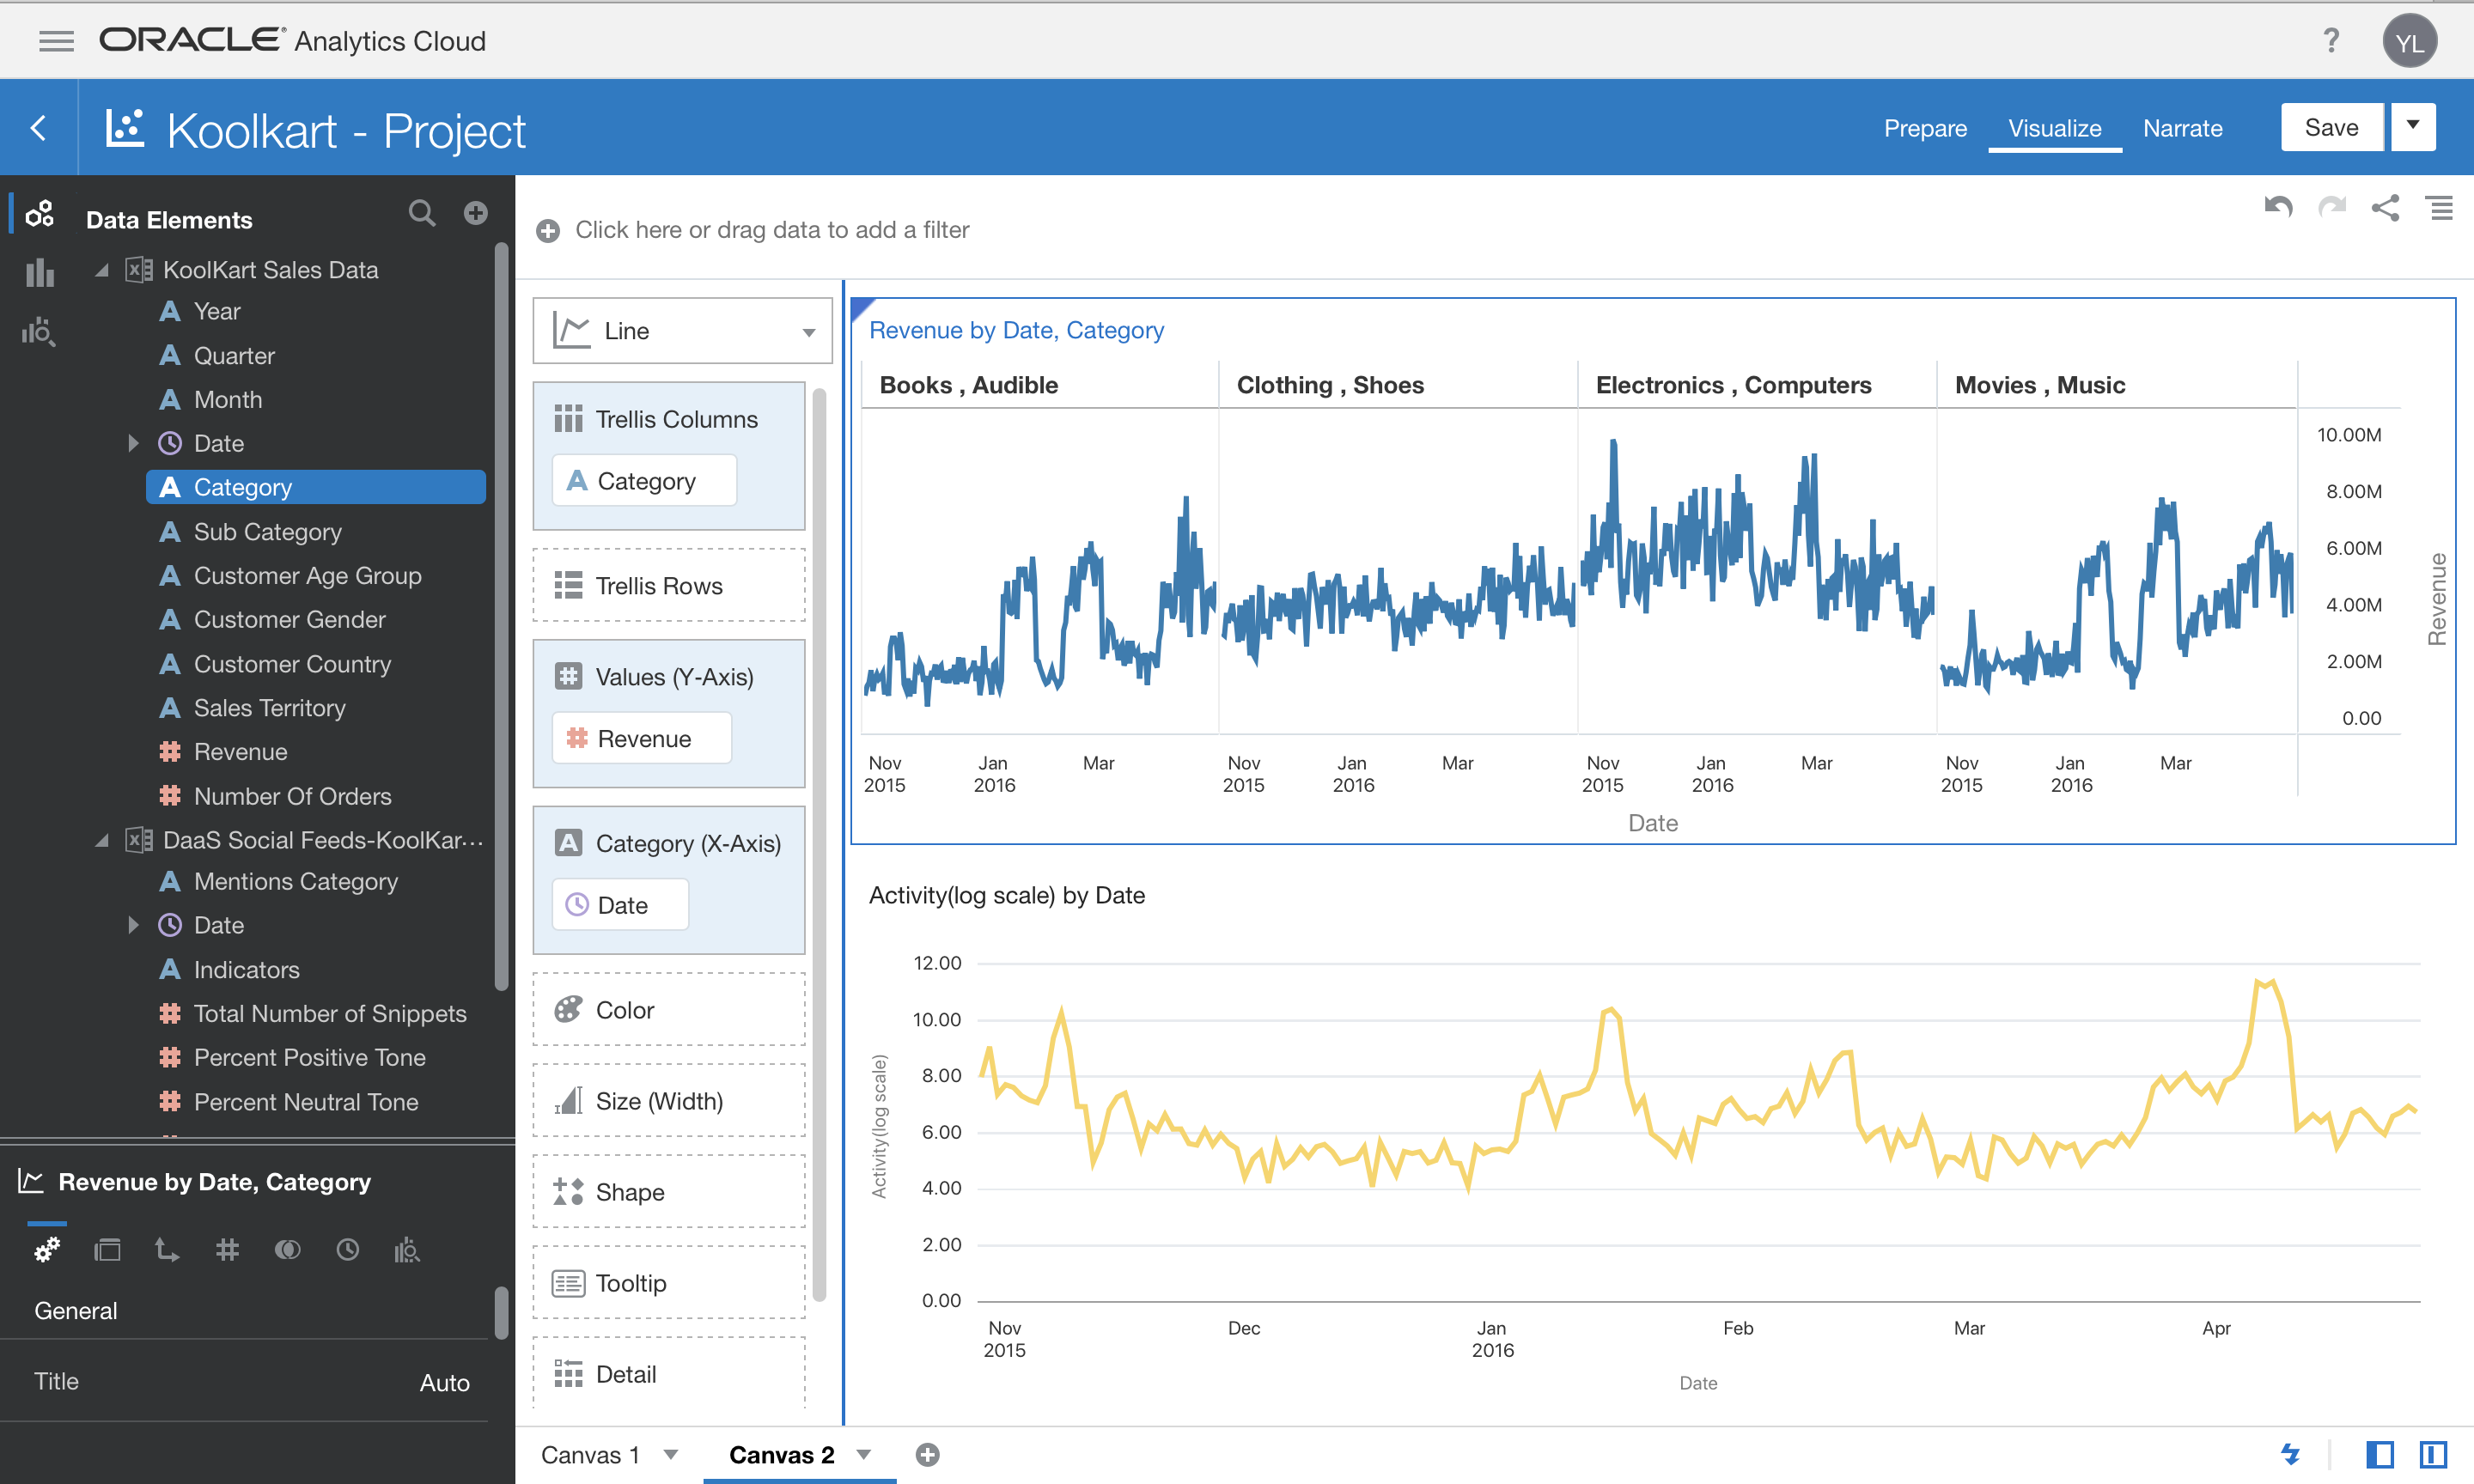 ORACLE® Analytics Cloud
?
YL
Koolkart - Project
Prepare
Visualize
Narrate
Save
Data Elements
KoolKart Sales Data
A Year
A Quarter
A Month
Date
A Category
A Sub Category
A Customer Age Group
A Customer Gender
A Customer Country
A Sales Territory
# Revenue
# Number Of Orders
DaaS Social Feeds-KoolKar...
A Mentions Category
Date
A Indicators
# Total Number of Snippets
# Percent Positive Tone
# Percent Neutral Tone
Revenue by Date, Category
General
Title
Auto
Click here or drag data to add a filter
Line
Trellis Columns
A Category
Trellis Rows
# Values (Y-Axis)
# Revenue
A Category (X-Axis)
Date
Color
Size (Width)
Shape
Tooltip
Detail
Revenue by Date, Category
Books , Audible
Clothing , Shoes
Electronics , Computers
Movies , Music
10.00M
8.00M
6.00M
4.00M
2.00M
0.00
Revenue
Nov
2015
Jan
2016
Mar
Nov
2015
Jan
2016
Mar
Nov
2015
Jan
2016
Mar
Nov
2015
Jan
2016
Mar
Date
Activity(log scale) by Date
12.00
10.00
8.00
6.00
4.00
2.00
0.00
Activity(log scale)
Nov
2015
Dec
Jan
2016
Feb
Mar
Apr
Date
Canvas 1
Canvas 2